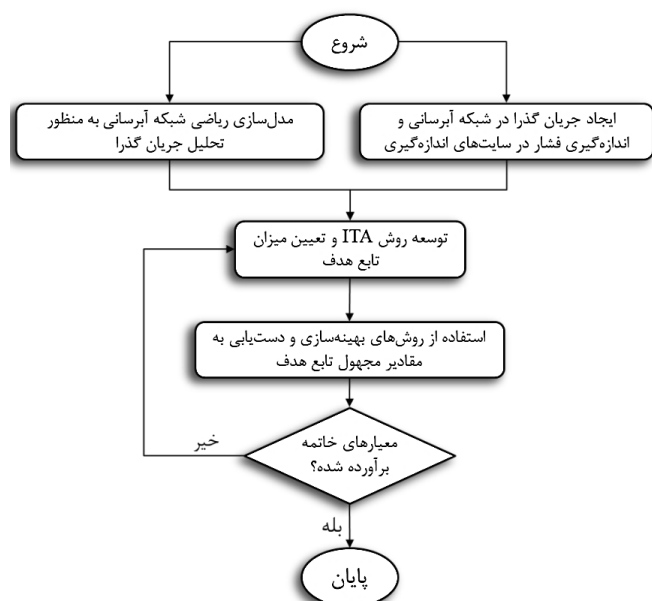 شروع
ایجاد جریان گذرا در شبکه آبرسانی و
اندازه‌گیری فشار در سایت‌های اندازه‌گیری
مدل‌سازی ریاضی شبکه آبرسانی به منظور
تحلیل جریان گذرا
توسعه روش ITA و تعیین میزان
تابع هدف
استفاده از روش‌های بهینه‌سازی و دست‌یابی به
مقادیر مجهول تابع هدف
معیارهای خاتمه
برآورده شده؟
خیر
بله
پایان